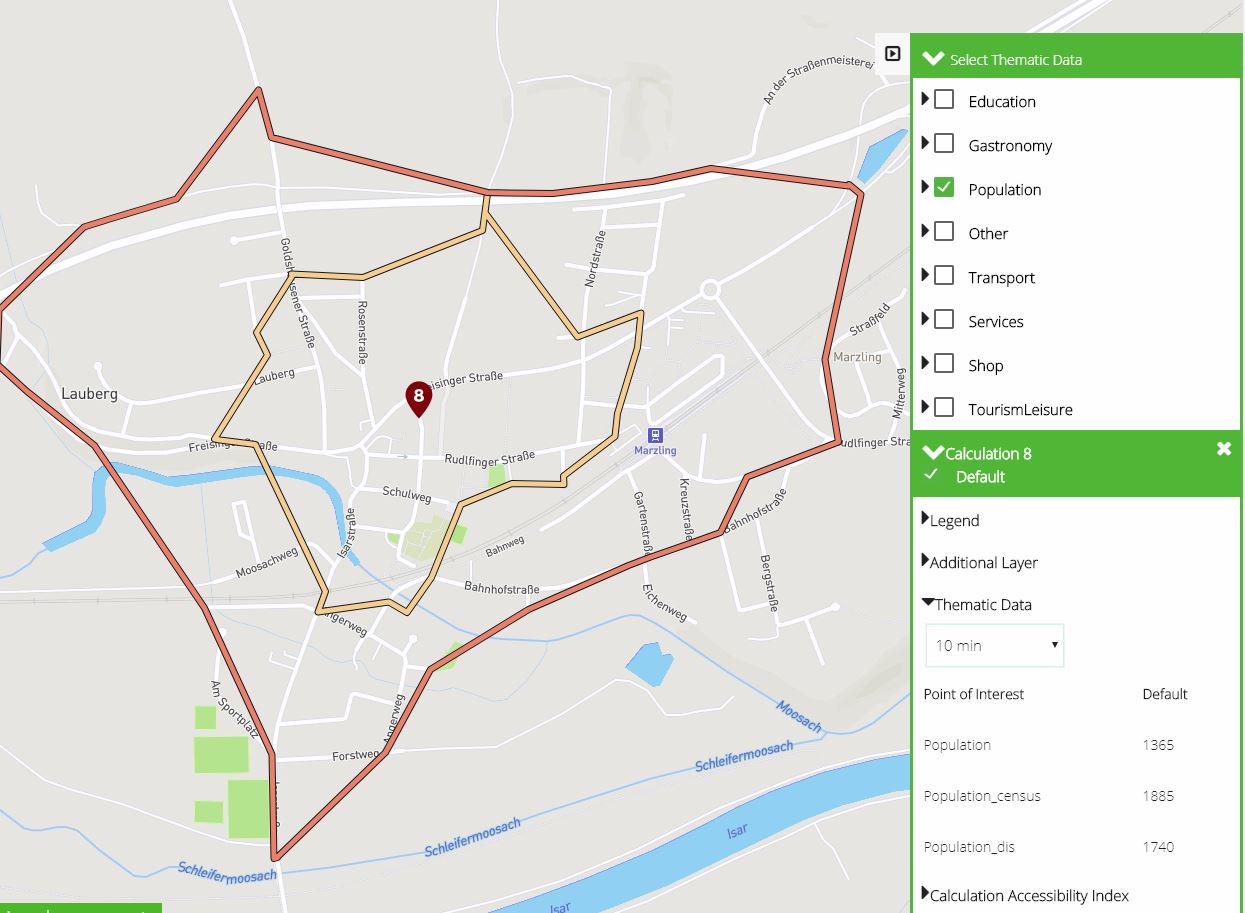 An der Straßenmeisterei
Goldshausener Straße
Nordstraße
Rosenstraße
Straßfeld
Marzling
Lauberg
Lauberg
8
Freisinger Straße
Mitterweg
Freisinger Straße
Rudlfinger Straße
Marzling
Rudlfinger Stra
Schulweg
Isarstraße
Gartenstraße
Kreuzstraße
Bahnhofstraße
Bahnweg
Moosachweg
Bahnhofstraße
Bergstraße
Eichenweg
Angerweg
Am Sportplatz
Angerweg
Forstweg
Moosach
Schleifermoosach
Schleifermoosach
Schleifermoosach
Isar
Isar
Select Thematic Data
Education
Gastronomy
Population
Other
Transport
Services
Shop
TourismLeisure
Calculation 8
Default
Legend
Additional Layer
Thematic Data
10 min
Point of Interest Default
Population 1365
Population_census 1885
Population_dis 1740
Calculation Accessibility Index